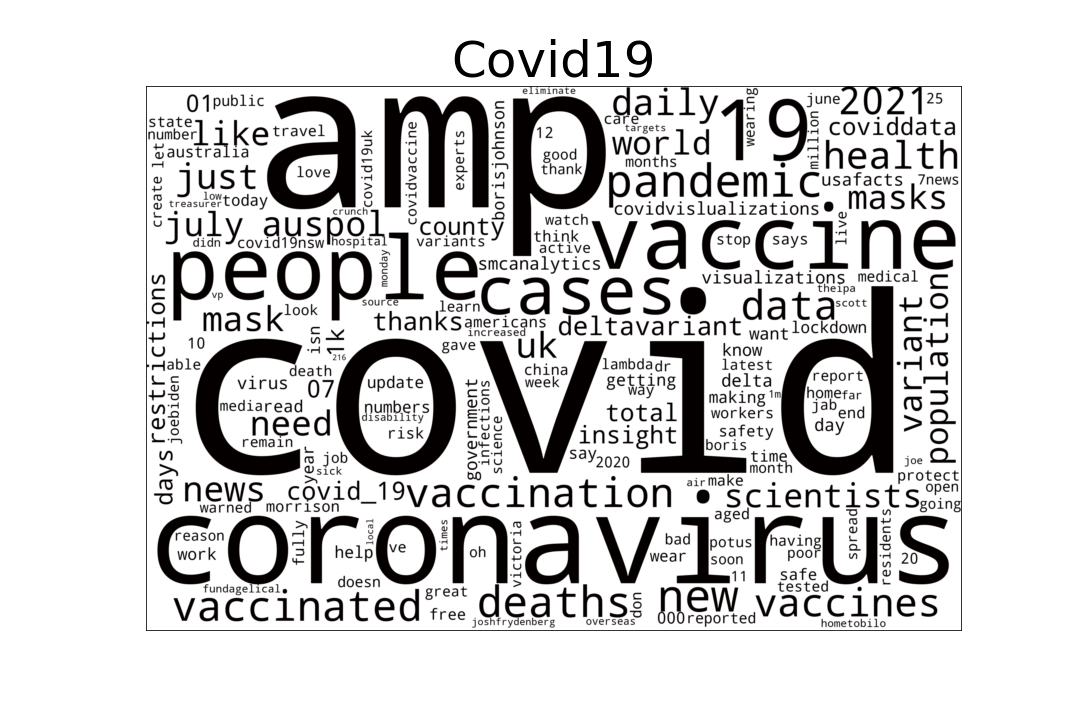 Covid19
eliminate
01 public
amp
daily
care
19
wearing
june
2021
25
state
number
like
travel
targets
12
world
million
coviddata
australia
love
covid19uk
covidvaccine
experts
borisjohnson
good
thank
months
health
create
let
just
pandemic
usafacts
7news
low
treasurer
today
crunch
covidvislualizations
masks
july
auspol
county
watch
vaccine
live
didn
covid19nsw
hospital
variants
think
active
stop
says
people
monday
smcanalytics
cases
visualizations
medical
theipa
vp
source
learn
data
scott
restrictions
mask
look
thanks
americans
increased
deltavariant
want
lockdown
variant
population
10
isn
1k
216
gave
uk
know
able
death
covid
china
week
lambda
dr
latest
joebiden
virus
07
update
getting
way
delta
report
media
read
numbers
disability
government
infections
science
total
making
1m
home
far
jab
end
need
risk
insight
workers
day
remain
safety
boris
year
job
sick
say
2020
time
month
joe
days
news
covid_19
vaccination
air
make
scientists
protect
open
going
warned
morrison
aged
coronavirus
reason
work
fully
help
local
ve
times
oh
victoria
bad
wear
potus
soon
having
poor
spread
residents
20
fundagelical
doesn
11
safe
tested
vaccinated
great
free
deaths
don
new
vaccines
joshfrydenberg
overseas
000
reported
hometobilo